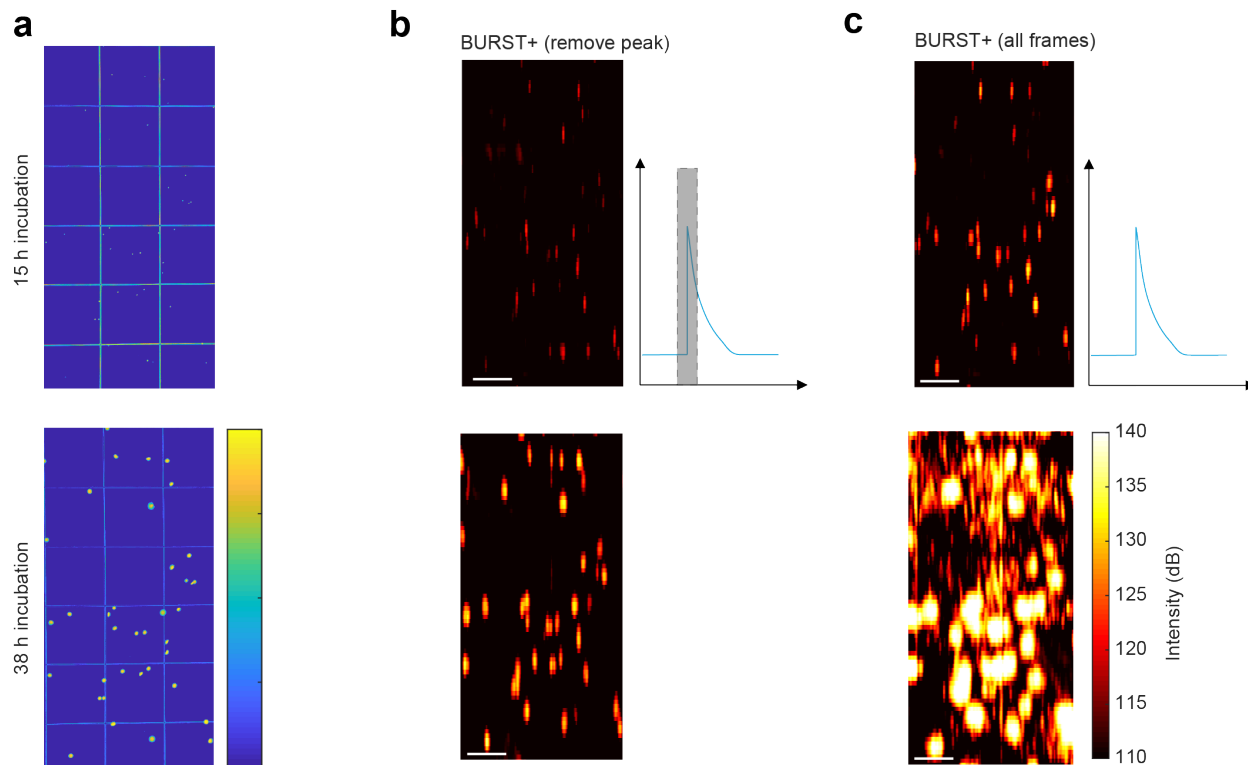 a
b
c
BURST+ (remove peak)
BURST+ (all frames)
15 h incubation
38 h incubation
140
135
130
125
120
115
110
Intensity (dB)